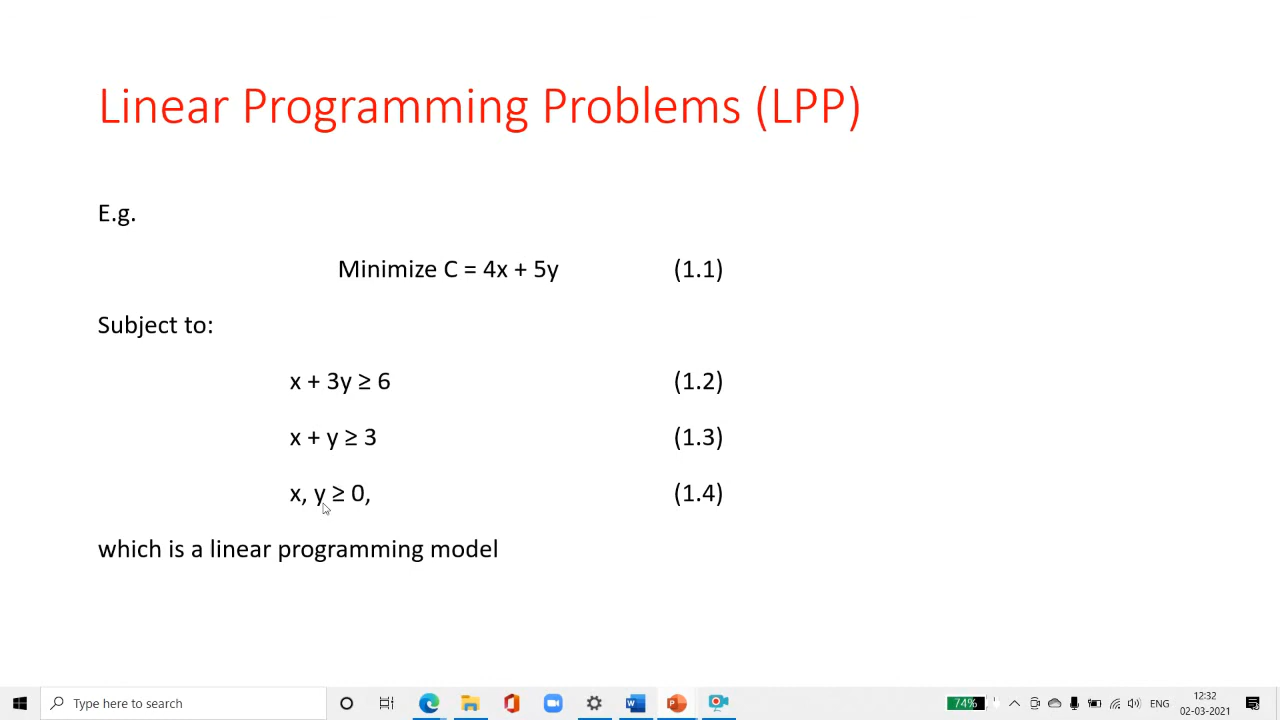 Linear Programming Problems (LPP)
E.g.
Minimize C = 4x + 5y (1.1)
Subject to:
x + 3y ≥ 6 (1.2)
x + y ≥ 3 (1.3)
x, y ≥ 0, (1.4)
which is a linear programming model
Type here to search
74%
ENG
12:32
02-03-2021